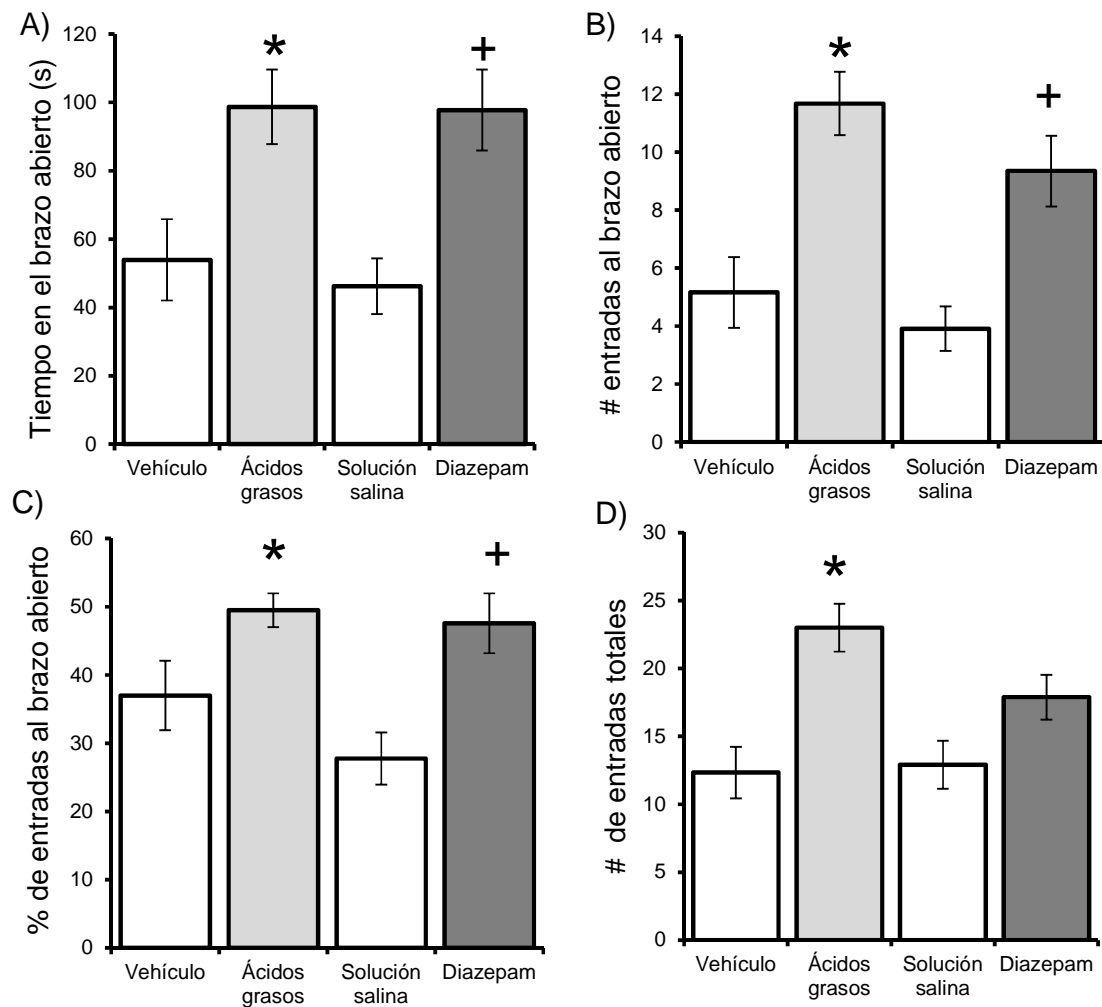 A)
Tiempo en el brazo abierto (s)
120
100
80
60
40
20
0
*
+
Vehículo
Ácidos
grasos
Solución
salina
Diazepam
B)
# entradas al brazo abierto
14
12
10
8
6
4
2
0
*
+
Vehículo
Ácidos
grasos
Solución
salina
Diazepam
C)
% de entradas al brazo abierto
60
50
40
30
20
10
0
*
+
Vehículo
Ácidos
grasos
Solución
salina
Diazepam
D)
# de entradas totales
30
25
20
15
10
5
0
*
Vehículo
Ácidos
grasos
Solución
salina
Diazepam